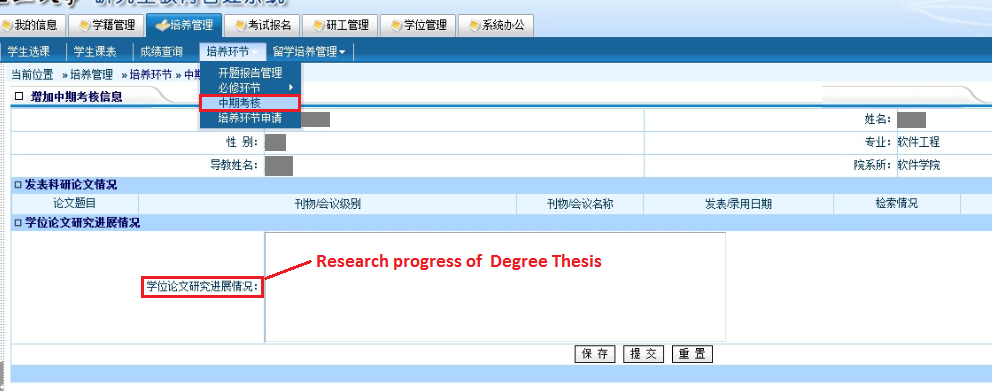 我的信息 学籍管理 培养管理 考试报名 研工管理 学位管理 系统办公
学生选课 学生课表 成绩查询 培养环节 留学培养管理
当前位置 »培养管理 »培养环节 »中期
开题报告管理
必修环节
中期考核
培养环节申请
增加中期考核信息
姓名：
性 别： 专业： 软件工程
导教姓名： 院系所： 软件学院
发表科研论文情况
论文题目 刊物/会议级别 刊物/会议名称 发表/录用日期 检索情况
学位论文研究进展情况
Research progress of Degree Thesis
学位论文研究进展情况：
保 存 提 交 重 置